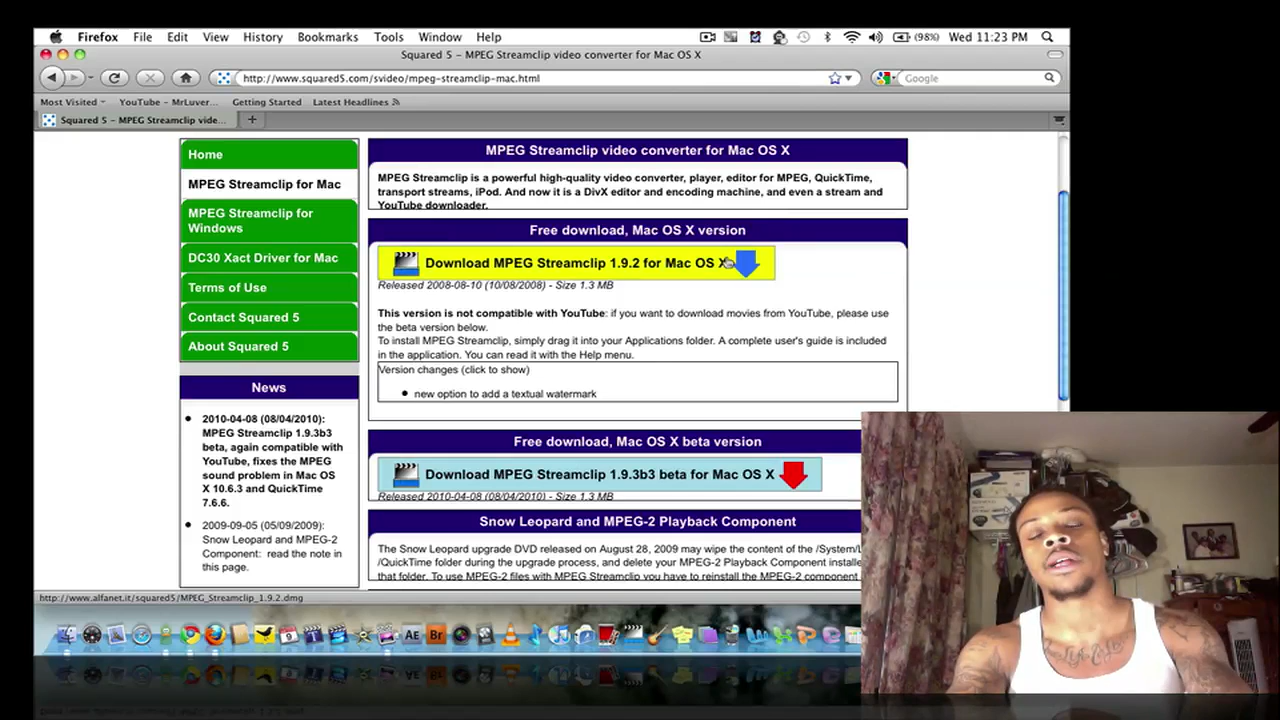 Firefox File Edit View History Bookmarks Tools Window Help (98%) Wed 11:23 PM
Squared 5 – MPEG Streamclip video converter for Mac OS X
http://www.squared5.com/svideo/mpeg-streamclip-mac.html Google
Most Visited YouTube – MrLuver... Getting Started Latest Headlines
Squared 5 – MPEG Streamclip vide...
Home
MPEG Streamclip for Mac
MPEG Streamclip for
Windows
DC30 Xact Driver for Mac
Terms of Use
Contact Squared 5
About Squared 5
News
2010-04-08 (08/04/2010):
MPEG Streamclip 1.9.3b3
beta, again compatible with
YouTube, fixes the MPEG
sound problem in Mac OS
X 10.6.3 and QuickTime
7.6.6.
2009-09-05 (05/09/2009):
Snow Leopard and MPEG-2
Component: read the note in
this page.
MPEG Streamclip video converter for Mac OS X
MPEG Streamclip is a powerful high-quality video converter, player, editor for MPEG, QuickTime,
transport streams, iPod. And now it is a DivX editor and encoding machine, and even a stream and
YouTube downloader.
Free download, Mac OS X version
Download MPEG Streamclip 1.9.2 for Mac OS X
Released 2008-08-10 (10/08/2008) - Size 1.3 MB
This version is not compatible with YouTube: if you want to download movies from YouTube, please use
the beta version below.
To install MPEG Streamclip, simply drag it into your Applications folder. A complete user's guide is included
in the application. You can read it with the Help menu.
Version changes (click to show)
new option to add a textual watermark
Free download, Mac OS X beta version
Download MPEG Streamclip 1.9.3b3 beta for Mac OS X
Released 2010-04-08 (08/04/2010) - Size 1.3 MB
Snow Leopard and MPEG-2 Playback Component
The Snow Leopard upgrade DVD released on August 28, 2009 may wipe the content of the /System/L
/QuickTime folder during the upgrade process, and delete your MPEG-2 Playback Component installe
that folder. To use MPEG-2 files with MPEG Streamclip you have to reinstall the MPEG-2 component
http://www.alfanet.it/squared5/MPEG_Streamclip_1.9.2.dmg
AE Br